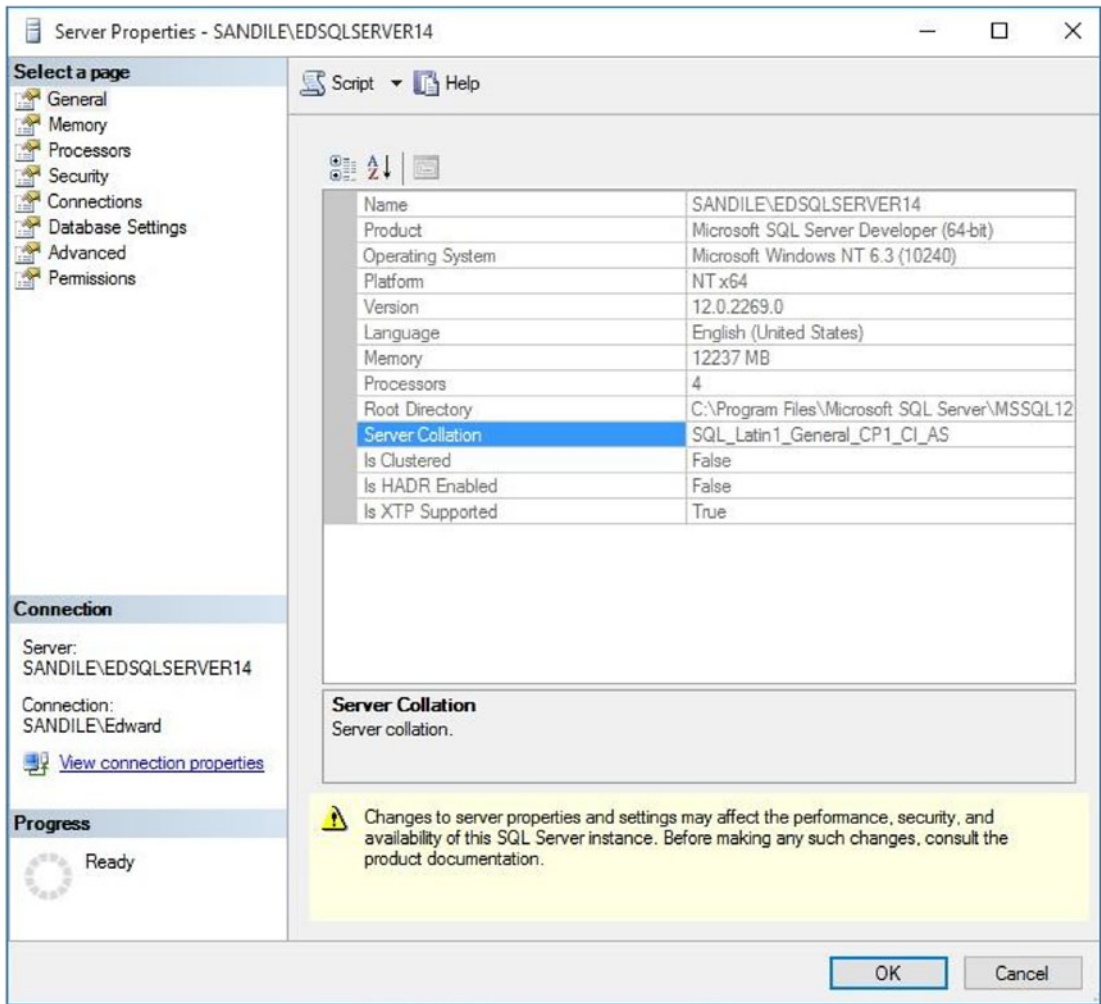 Server Properties - SANDILE\EDSQLSERVER14
Select a page
General
Memory
Processors
Security
Connections
Database Settings
Advanced
Permissions
Script
Help
Name SANDILE\EDSQLSERVER14
Product Microsoft SQL Server Developer (64-bit)
Operating System Microsoft Windows NT 6.3 (10240)
Platform NT x64
Version 12.0.2269.0
Language English (United States)
Memory 12237 MB
Processors 4
Root Directory C:\Program Files\Microsoft SQL Server\MSSQL12
Server Collation SQL_Latin1_General_CP1_CI_AS
Is Clustered False
Is HADR Enabled False
Is XTP Supported True
Connection
Server:
SANDILE\EDSQLSERVER14
Connection:
SANDILE\Edward
View connection properties
Progress
Ready
Server Collation
Server collation.
Changes to server properties and settings may affect the performance, security, and
availability of this SQL Server instance. Before making any such changes, consult the
product documentation.
OK
Cancel